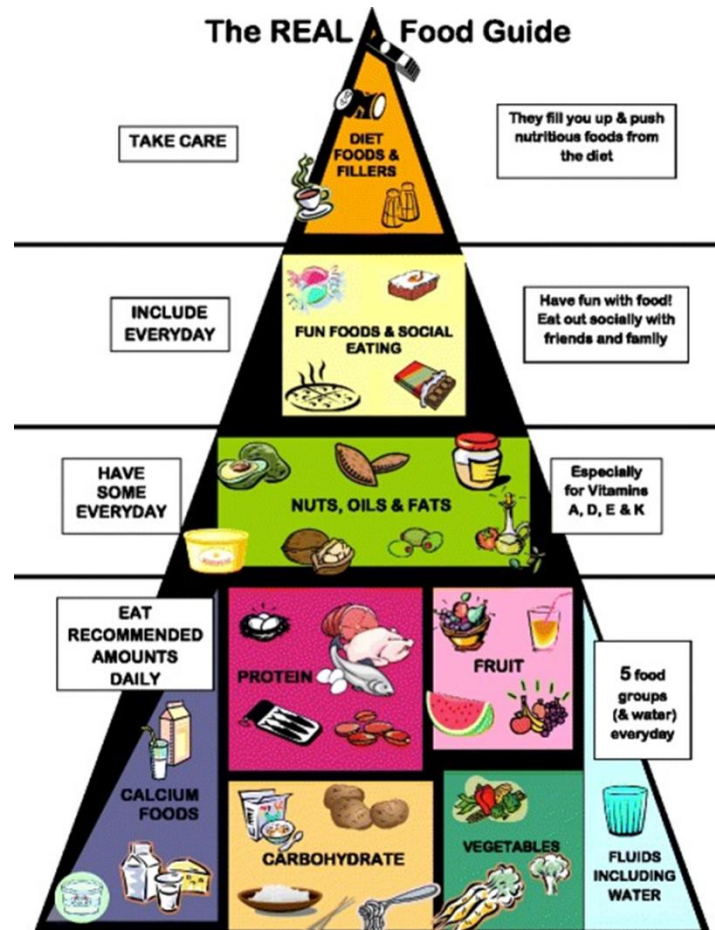 The REAL Food Guide
TAKE CARE
DIET
FOODS &
FILLERS
They fill you up & push
nutritious foods from
the diet
INCLUDE
EVERYDAY
FUN FOODS & SOCIAL
EATING
Have fun with food!
Eat out socially with
friends and family
HAVE
SOME
EVERYDAY
NUTS, OILS & FATS
Especially
for Vitamins
A, D, E & K
EAT
RECOMMENDED
AMOUNTS
DAILY
PROTEIN
FRUIT
5 food
groups
(& water)
everyday
CALCIUM
FOODS
CARBOHYDRATE
VEGETABLES
FLUIDS
INCLUDING
WATER